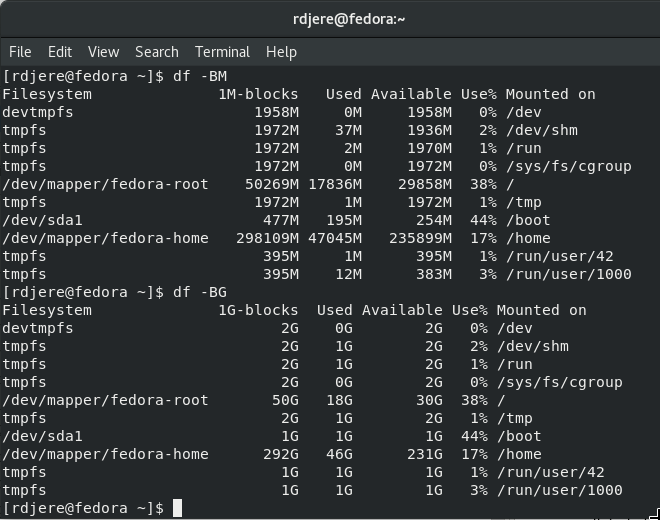 rdjere@fedora:~
File Edit View Search Terminal Help
[rdjere@fedora ~]$ df -BM
Filesystem 1M-blocks Used Available Use% Mounted on
devtmpfs 1958M 0M 1958M 0% /dev
tmpfs 1972M 37M 1936M 2% /dev/shm
tmpfs 1972M 2M 1970M 1% /run
tmpfs 1972M 0M 1972M 0% /sys/fs/cgroup
/dev/mapper/fedora-root 50269M 17836M 29858M 38% /
tmpfs 1972M 1M 1972M 1% /tmp
/dev/sda1 477M 195M 254M 44% /boot
/dev/mapper/fedora-home 298109M 47045M 235899M 17% /home
tmpfs 395M 1M 395M 1% /run/user/42
tmpfs 395M 12M 383M 3% /run/user/1000
[rdjere@fedora ~]$ df -BG
Filesystem 1G-blocks Used Available Use% Mounted on
devtmpfs 2G 0G 2G 0% /dev
tmpfs 2G 1G 2G 2% /dev/shm
tmpfs 2G 1G 2G 1% /run
tmpfs 2G 0G 2G 0% /sys/fs/cgroup
/dev/mapper/fedora-root 50G 18G 30G 38% /
tmpfs 2G 1G 2G 1% /tmp
/dev/sda1 1G 1G 1G 44% /boot
/dev/mapper/fedora-home 292G 46G 231G 17% /home
tmpfs 1G 1G 1G 1% /run/user/42
tmpfs 1G 1G 1G 3% /run/user/1000
[rdjere@fedora ~]$